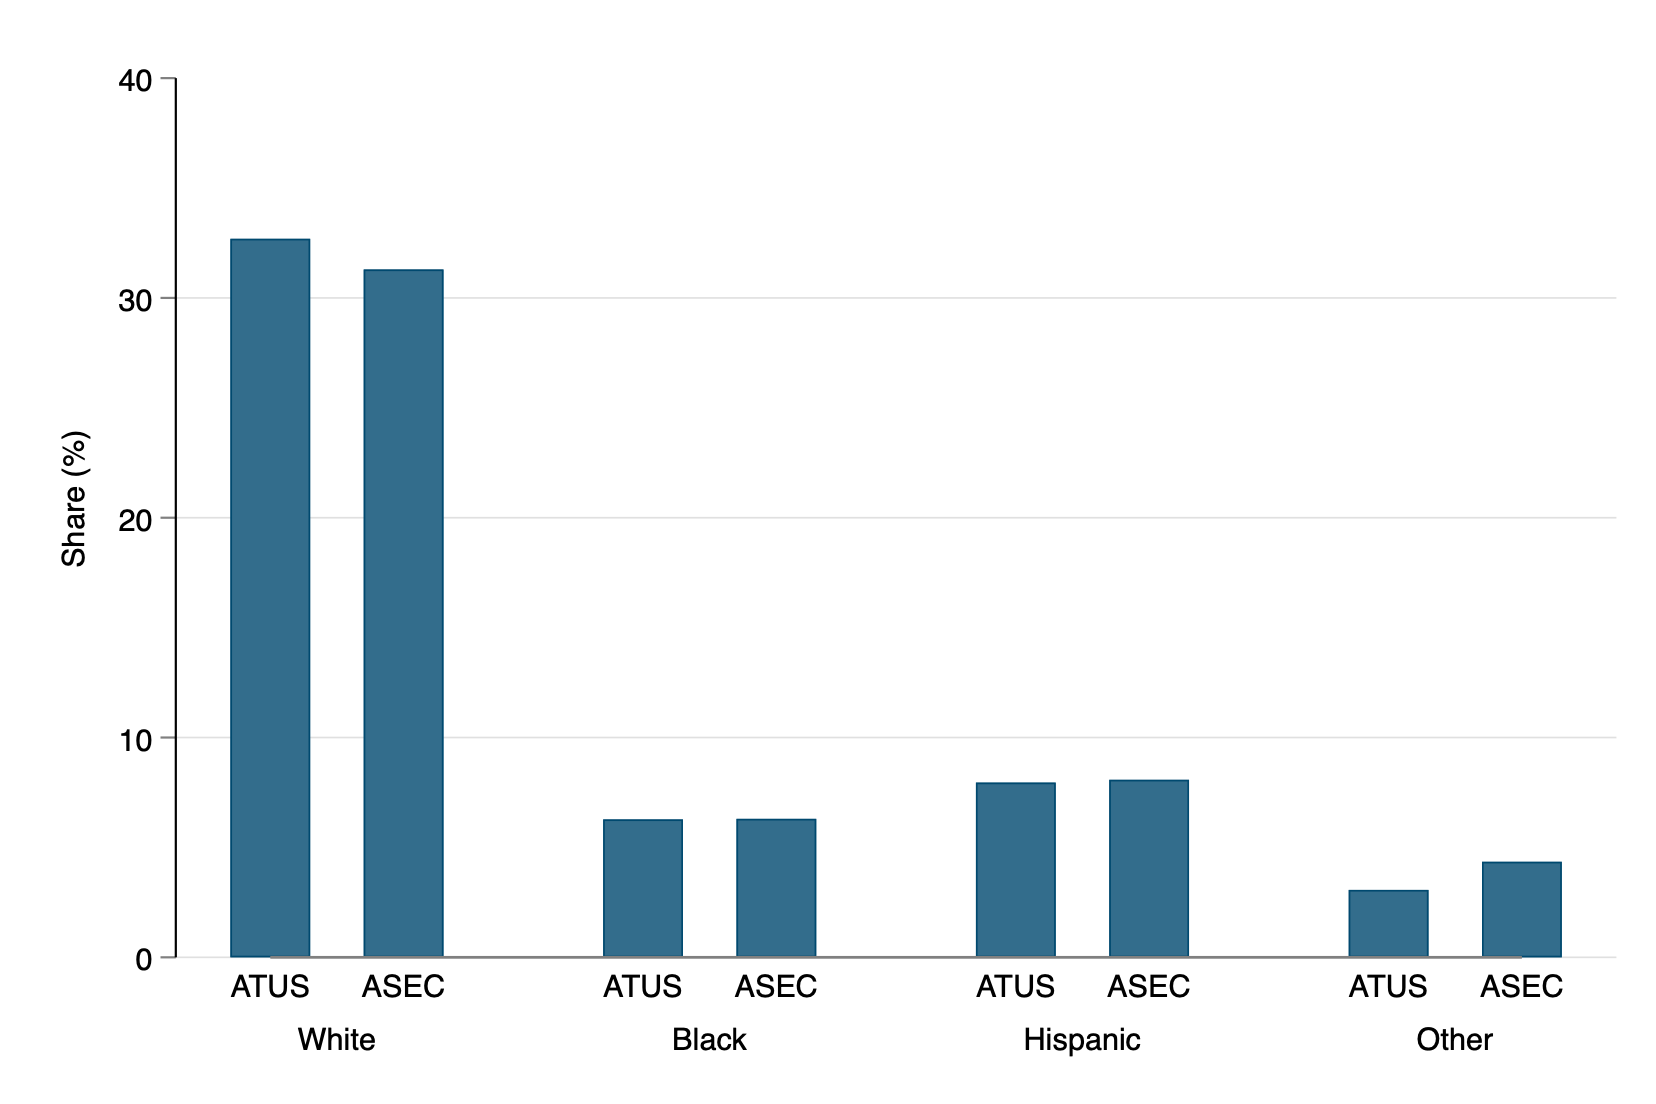 Share (%)
40
30
20
10
0
ATUS ASEC ATUS ASEC ATUS ASEC ATUS ASEC
White Black Hispanic Other